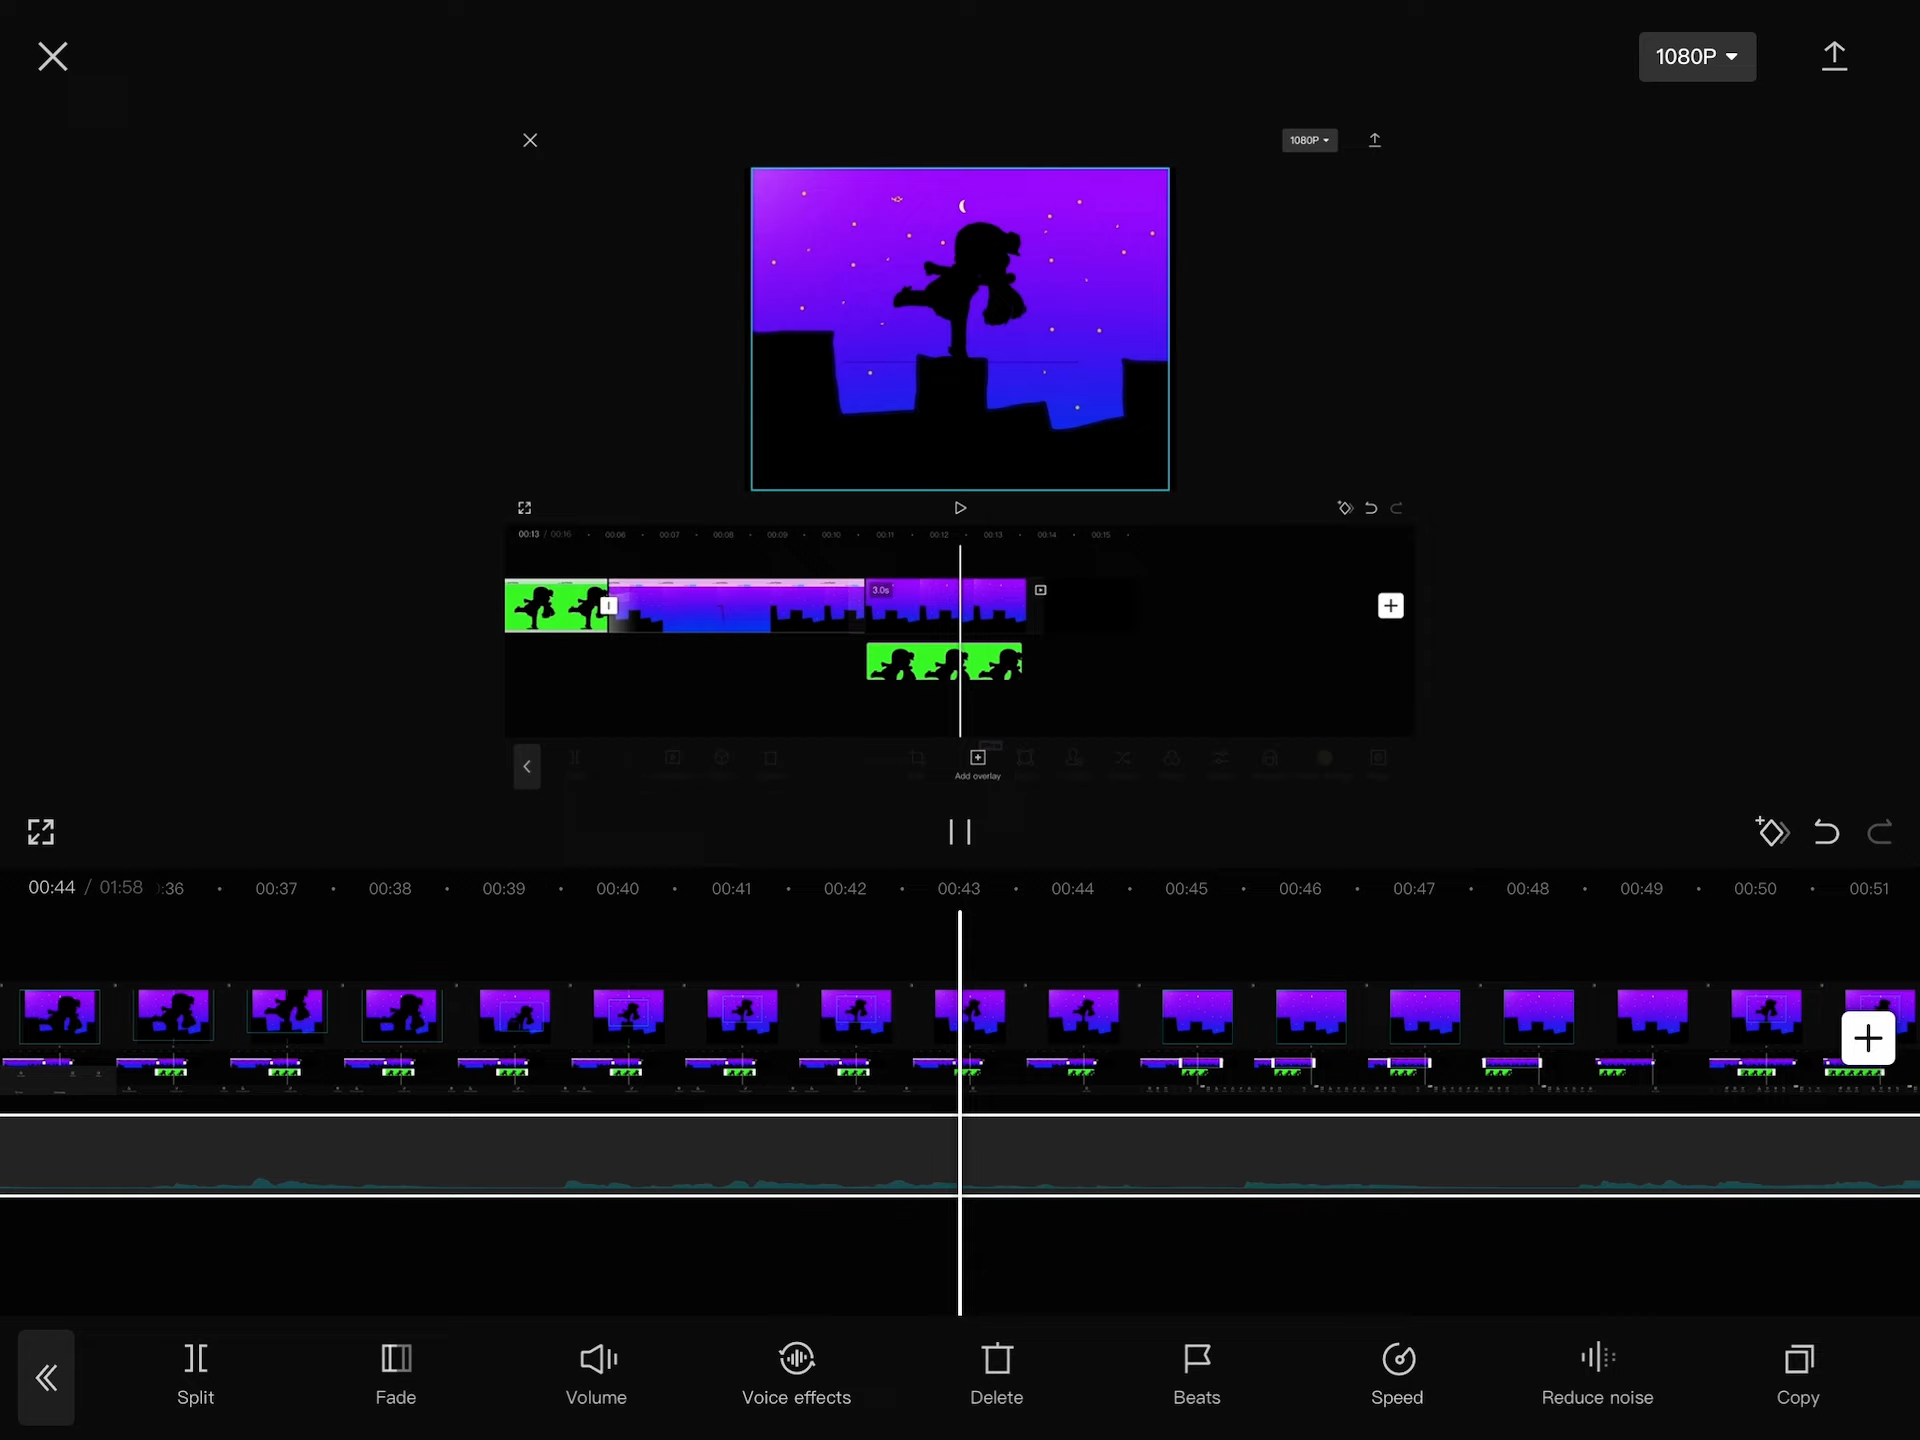 1080P
1080P
00:13 / 00:16 00:06 00:07 00:08 00:09 00:10 00:11 00:12 00:13 00:14 00:15
3.0s
Add overlay
00:44 / 01:58 :36 00:37 00:38 00:39 00:40 00:41 00:42 00:43 00:44 00:45 00:46 00:47 00:48 00:49 00:50 00:51
Split Fade Volume Voice effects Delete Beats Speed Reduce noise Copy